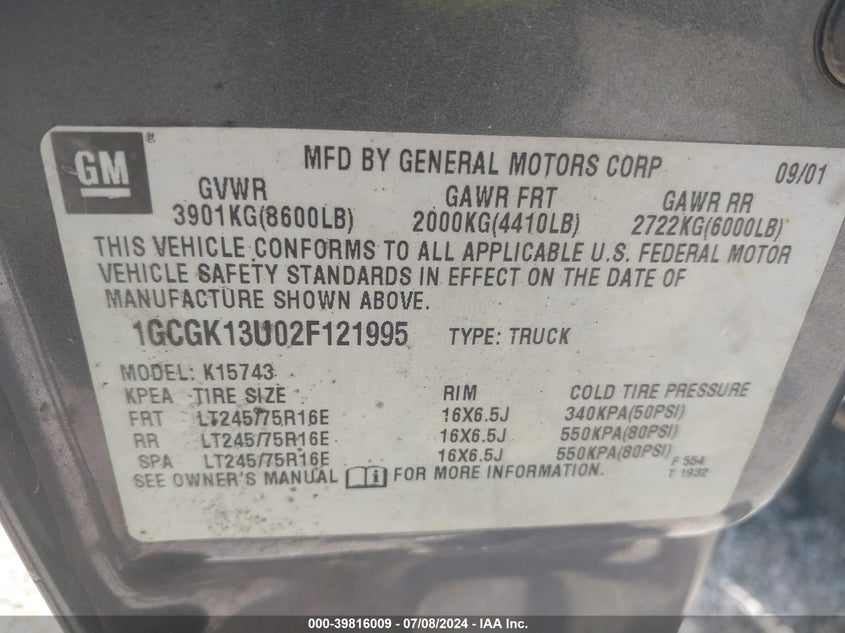 GM ®
MFD BY GENERAL MOTORS CORP 09/01
GVWR GAWR FRT GAWR RR
3901KG(8600LB) 2000KG(4410LB) 2722KG(6000LB)
THIS VEHICLE CONFORMS TO ALL APPLICABLE U.S. FEDERAL MOTOR
VEHICLE SAFETY STANDARDS IN EFFECT ON THE DATE OF
MANUFACTURE SHOWN ABOVE.
1GCGK13U02F121995 TYPE: TRUCK
MODEL: K15743
KPEA TIRE SIZE RIM COLD TIRE PRESSURE
FRT LT245/75R16E 16X6.5J 340KPA(50PSI)
RR LT245/75R16E 16X6.5J 550KPA(80PSI)
SPA LT245/75R16E 16X6.5J 550KPA(80PSI)
SEE OWNER'S MANUAL FOR MORE INFORMATION.
F 554
T 1932
000-39816009 - 07/08/2024 - IAA Inc.